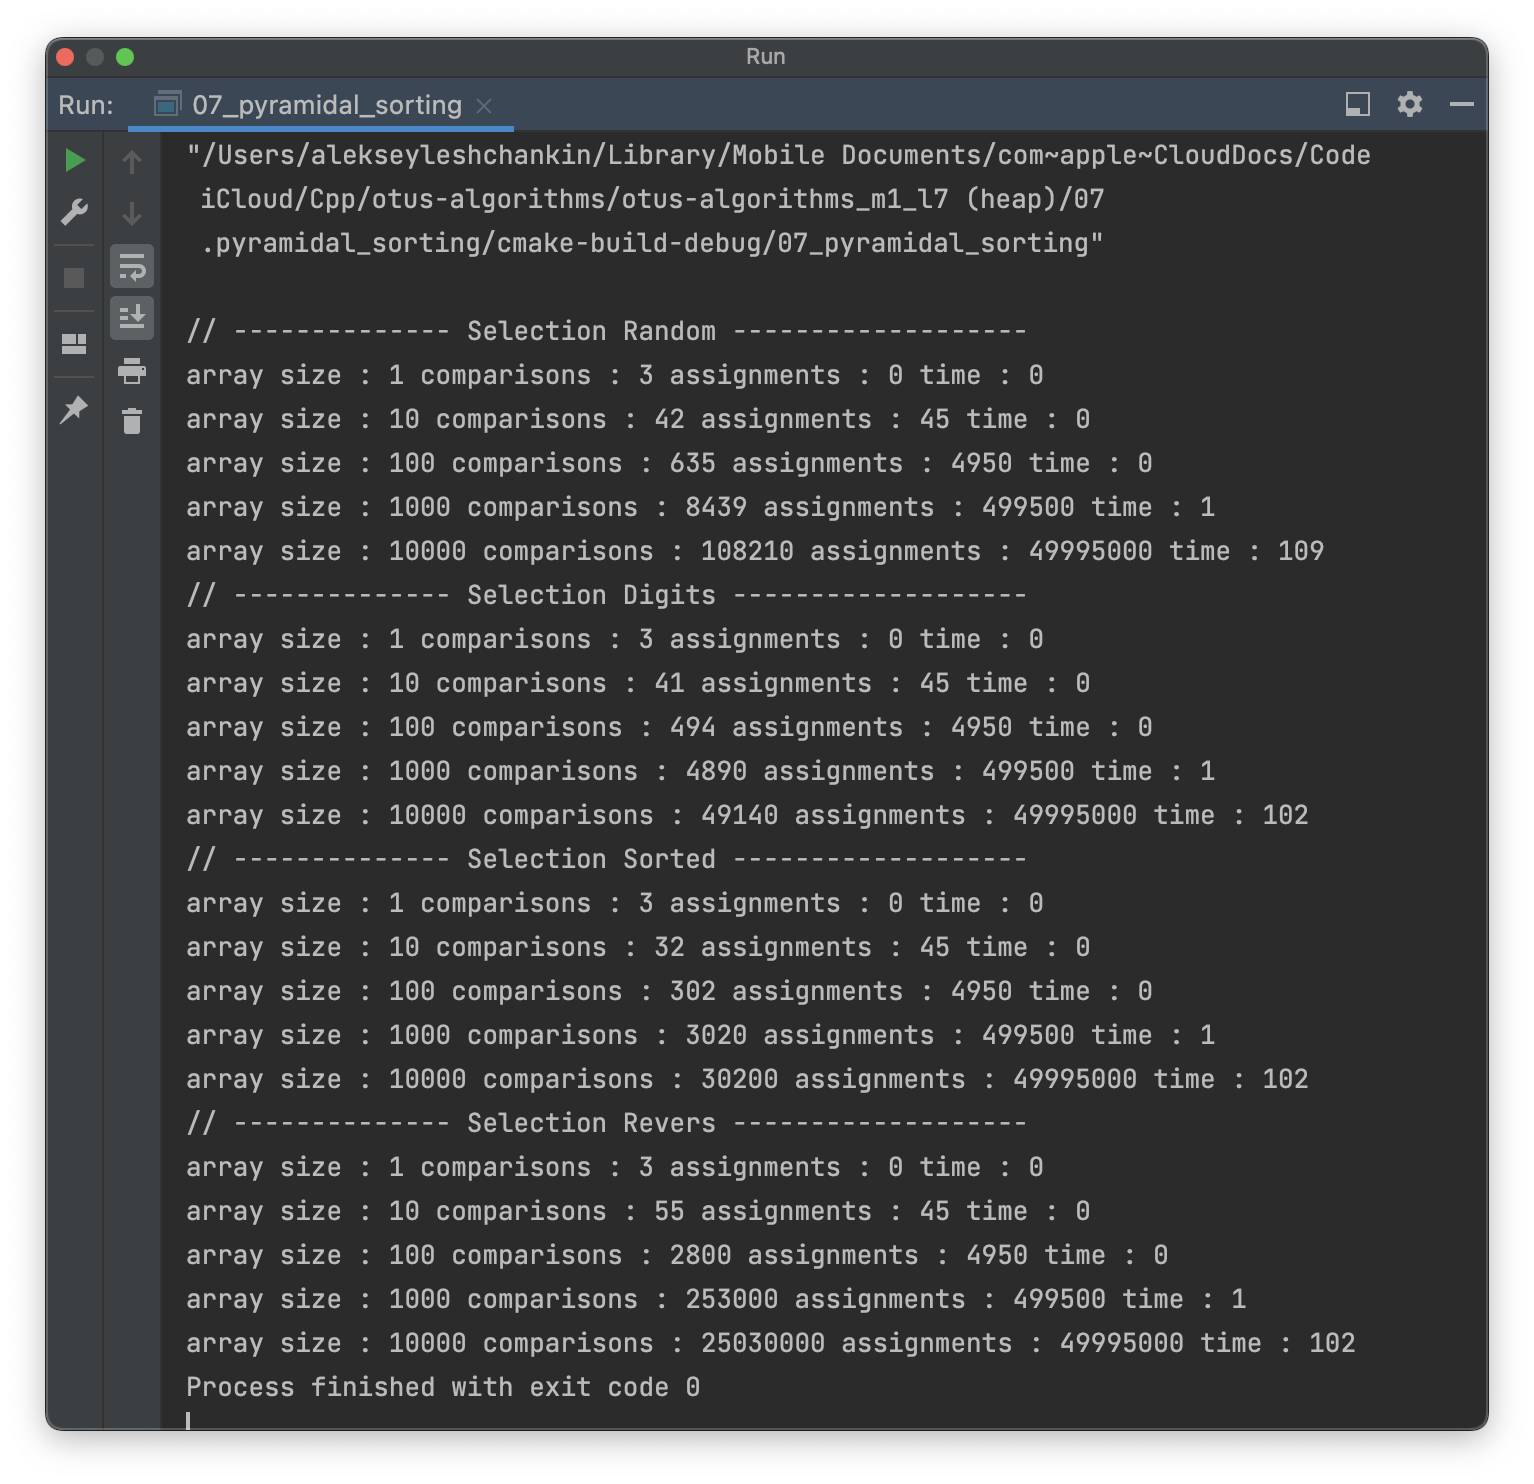 Run
Run: 07_pyramidal_sorting
"/Users/alekseyleshchankin/Library/Mobile Documents/com~apple~CloudDocs/Code
iCloud/Cpp/otus-algorithms/otus-algorithms_m1_l7 (heap)/07
.pyramidal_sorting/cmake-build-debug/07_pyramidal_sorting"
// -------------- Selection Random -------------------
array size : 1 comparisons : 3 assignments : 0 time : 0
array size : 10 comparisons : 42 assignments : 45 time : 0
array size : 100 comparisons : 635 assignments : 4950 time : 0
array size : 1000 comparisons : 8439 assignments : 499500 time : 1
array size : 10000 comparisons : 108210 assignments : 49995000 time : 109
// -------------- Selection Digits -------------------
array size : 1 comparisons : 3 assignments : 0 time : 0
array size : 10 comparisons : 41 assignments : 45 time : 0
array size : 100 comparisons : 494 assignments : 4950 time : 0
array size : 1000 comparisons : 4890 assignments : 499500 time : 1
array size : 10000 comparisons : 49140 assignments : 49995000 time : 102
// -------------- Selection Sorted -------------------
array size : 1 comparisons : 3 assignments : 0 time : 0
array size : 10 comparisons : 32 assignments : 45 time : 0
array size : 100 comparisons : 302 assignments : 4950 time : 0
array size : 1000 comparisons : 3020 assignments : 499500 time : 1
array size : 10000 comparisons : 30200 assignments : 49995000 time : 102
// -------------- Selection Revers -------------------
array size : 1 comparisons : 3 assignments : 0 time : 0
array size : 10 comparisons : 55 assignments : 45 time : 0
array size : 100 comparisons : 2800 assignments : 4950 time : 0
array size : 1000 comparisons : 253000 assignments : 499500 time : 1
array size : 10000 comparisons : 25030000 assignments : 49995000 time : 102
Process finished with exit code 0